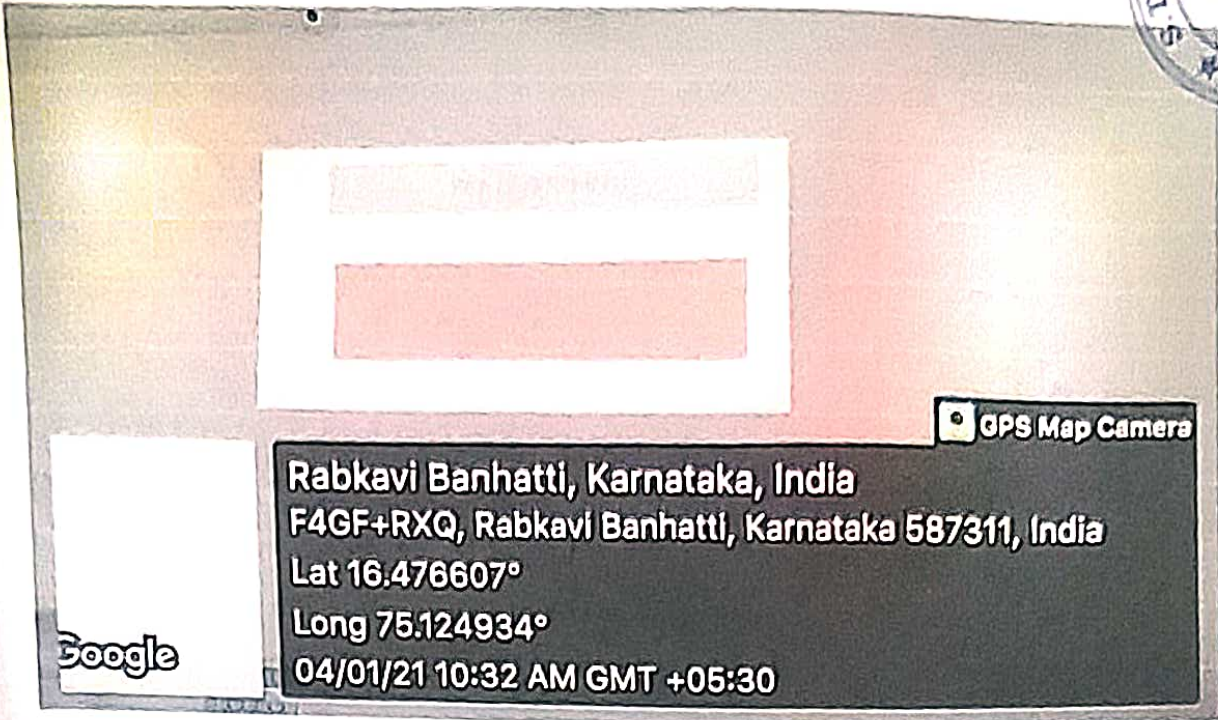 GPS Map Camera
Rabkavi Banhatti, Karnataka, India
F4GF+RXQ, Rabkavi Banhatti, Karnataka 587311, India
Lat 16.476607°
Long 75.124934°
04/01/21 10:32 AM GMT +05:30
Google